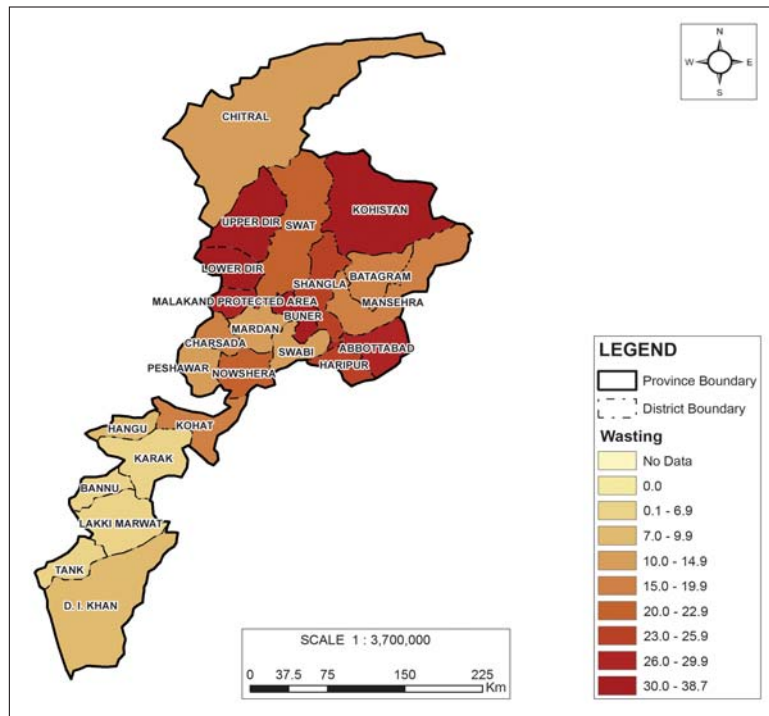 N
W E
S
CHITRAL
UPPER DIR
SWAT
KOHISTAN
LOWER DIR
BATAGRAM
SHANGLA
MALAKAND PROTECTED AREA
MANSEHRA
BUNER
MARDAN
CHARSADA
SWABI
ABBOTTABAD
PESHAWAR
NOWSHERA
HARIPUR
HANGU
KOHAT
KARAK
BANNU
LAKKI MARWAT
TANK
D. I. KHAN
LEGEND
Province Boundary
District Boundary
Wasting
No Data
0.0
0.1 - 6.9
7.0 - 9.9
10.0 - 14.9
15.0 - 19.9
20.0 - 22.9
23.0 - 25.9
26.0 - 29.9
30.0 - 38.7
SCALE 1 : 3,700,000
0 37.5 75 150 225
Km